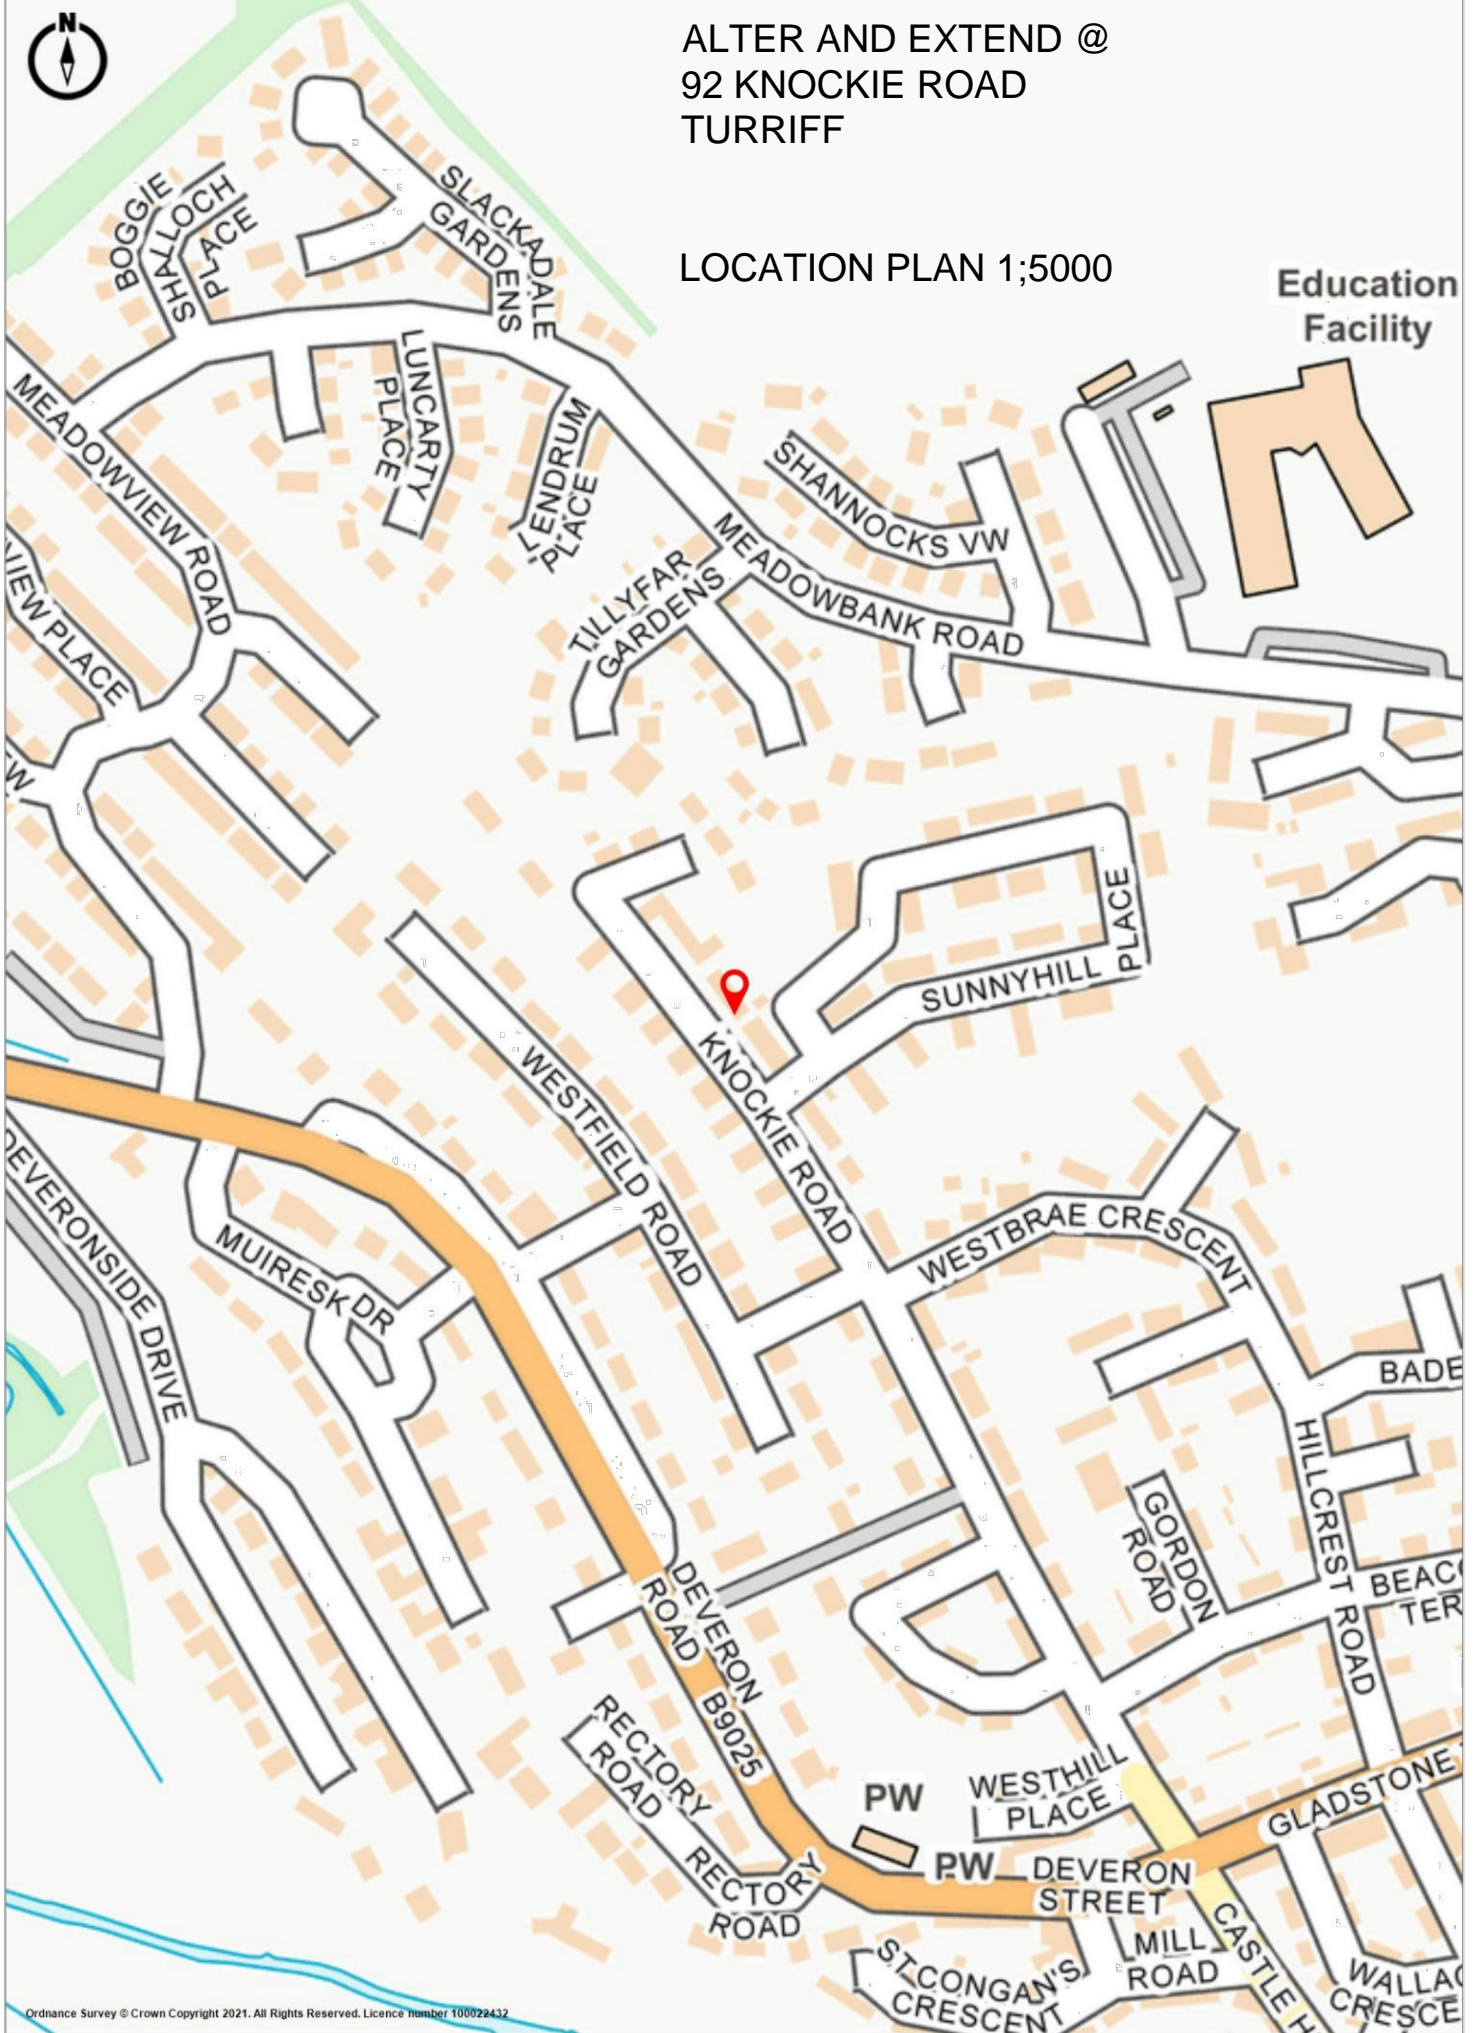 N
ALTER AND EXTEND @
92 KNOCKIE ROAD
TURRIFF
LOCATION PLAN 1;5000
Education
Facility
BOGGIE
SHALLOCH
PLACE
SLACKADALE
GARDENS
LUNCARTY
PLACE
LENDRUM
PLACE
MEADOWVIEW ROAD
VIEW PLACE
SHANNOCKS VW
MEADOWBANK ROAD
TILLYFAR
GARDENS
SUNNYHILL
PLACE
KNOCKIE ROAD
WESTFIELD ROAD
WESTBRAE CRESCENT
MUIRESK DR
DEVERONSIDE DRIVE
BADE
HILLCREST ROAD
GORDON
ROAD
BEAC
TER
DEVERON
ROAD
B9025
RECTORY
ROAD
RECTORY
ROAD
PW
PW
WESTHILL
PLACE
GLADSTONE
DEVERON
STREET
MILL
ROAD
CASTLE H
ST CONGAN'S
CRESCENT
WALLAC
CRESCE
Ordnance Survey © Crown Copyright 2021. All Rights Reserved. Licence number 100022432